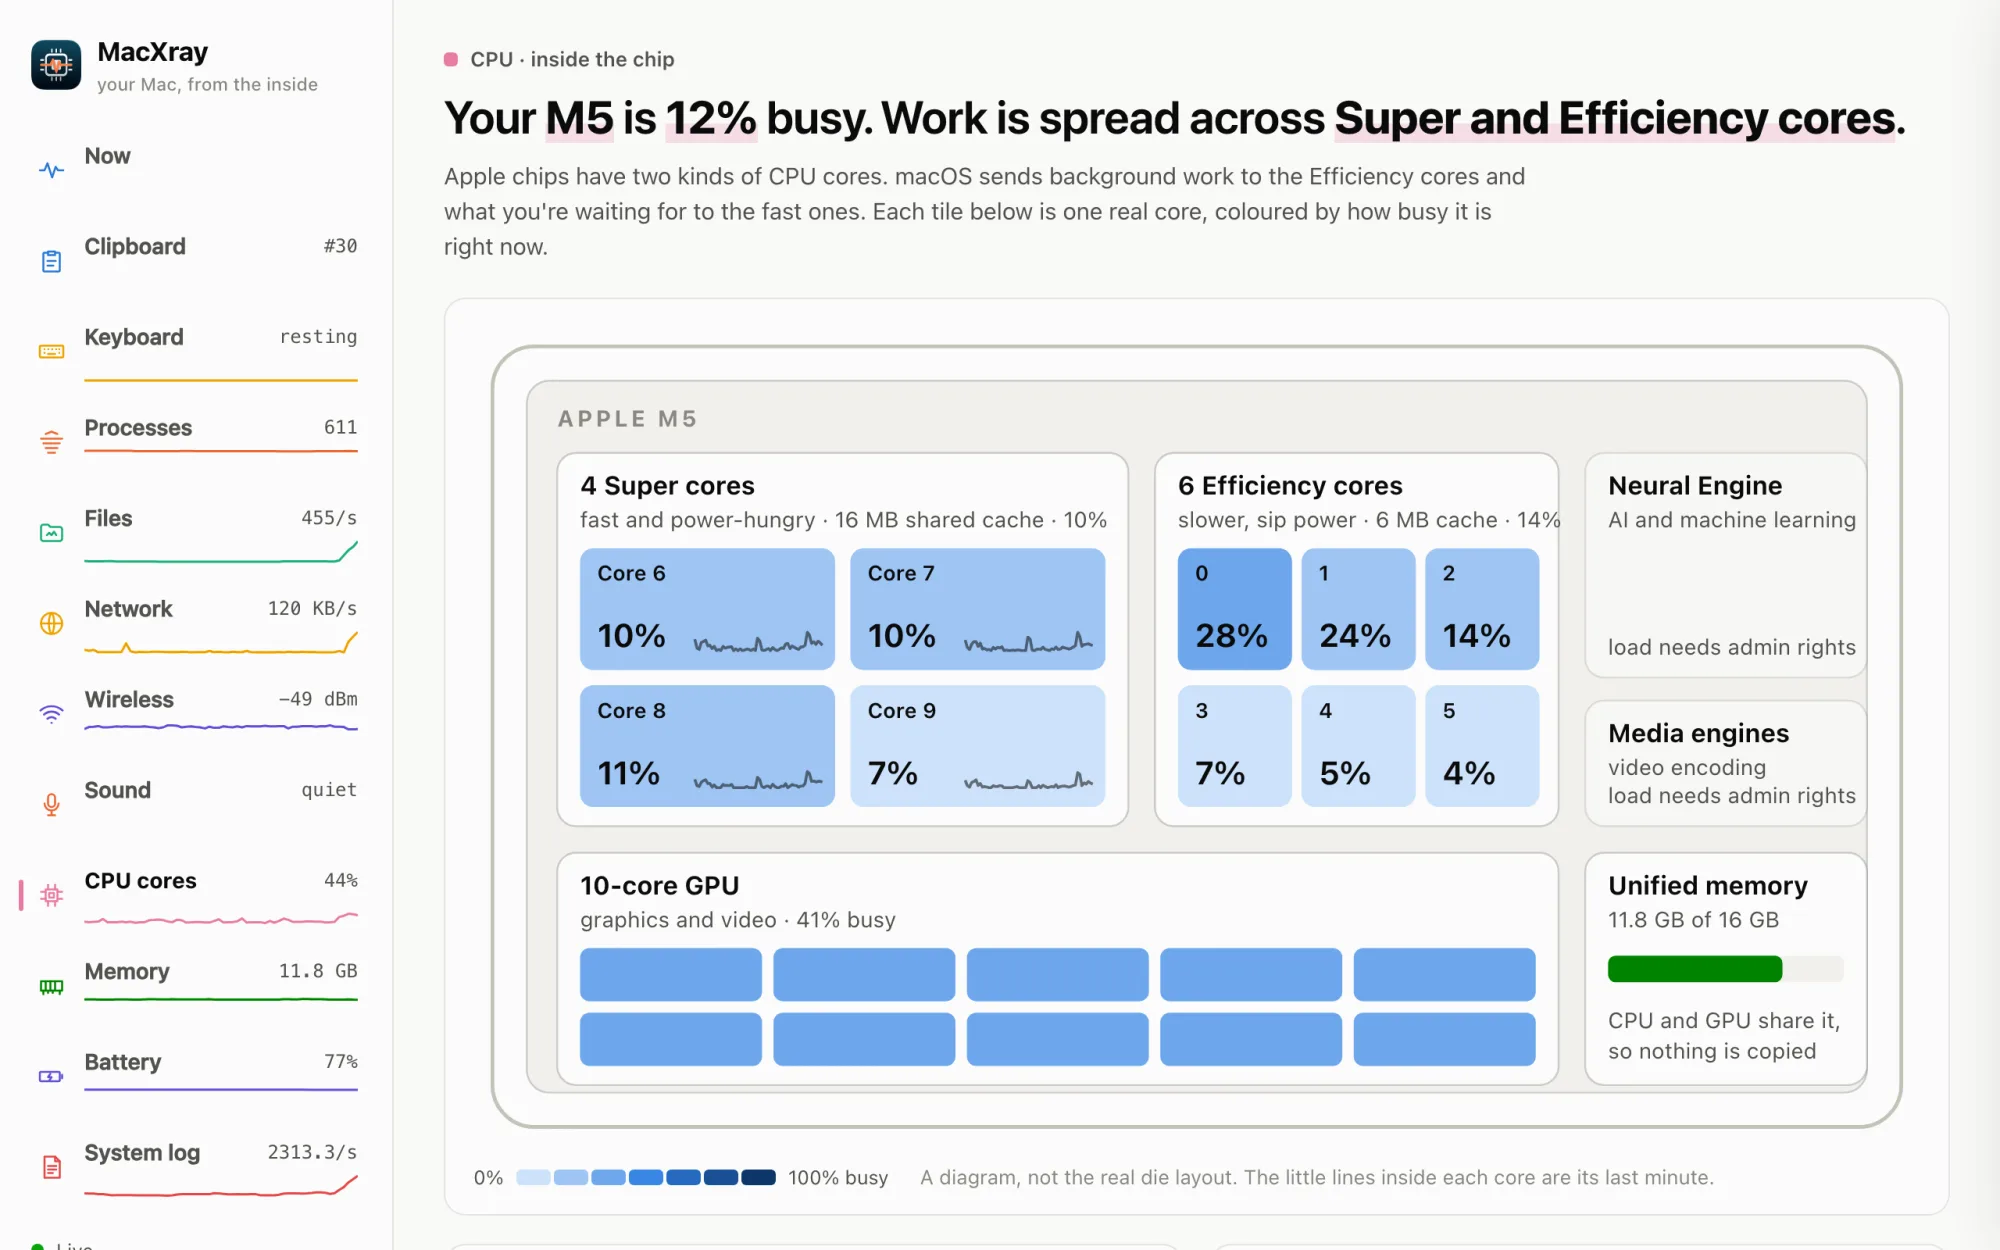 MacXray
your Mac, from the inside
Now
Clipboard #30
Keyboard resting
Processes 611
Files 455/s
Network 120 KB/s
Wireless −49 dBm
Sound quiet
CPU cores 44%
Memory 11.8 GB
Battery 77%
System log 2313.3/s
Live
CPU · inside the chip
Your M5 is 12% busy. Work is spread across Super and Efficiency cores.
Apple chips have two kinds of CPU cores. macOS sends background work to the Efficiency cores and
what you're waiting for to the fast ones. Each tile below is one real core, coloured by how busy it is
right now.
APPLE M5
4 Super cores
fast and power-hungry · 16 MB shared cache · 10%
Core 6
10%
Core 7
10%
Core 8
11%
Core 9
7%
6 Efficiency cores
slower, sip power · 6 MB cache · 14%
0
28%
1
24%
2
14%
3
7%
4
5%
5
4%
Neural Engine
AI and machine learning
load needs admin rights
Media engines
video encoding
load needs admin rights
10-core GPU
graphics and video · 41% busy
Unified memory
11.8 GB of 16 GB
CPU and GPU share it,
so nothing is copied
0% 100% busy A diagram, not the real die layout. The little lines inside each core are its last minute.